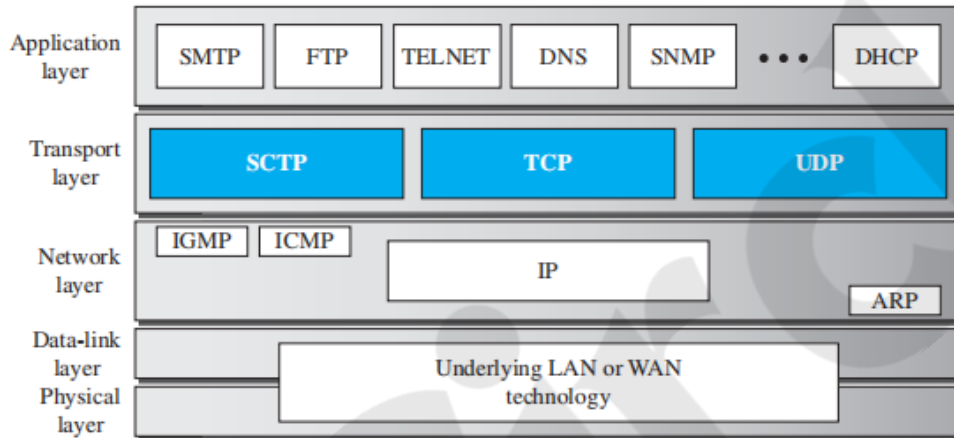 Application
layer
SMTP
FTP
TELNET
DNS
SNMP
•••
DHCP
Transport
layer
SCTP
TCP
UDP
Network
layer
IGMP
ICMP
IP
ARP
Data-link
layer
Physical
layer
Underlying LAN or WAN
technology